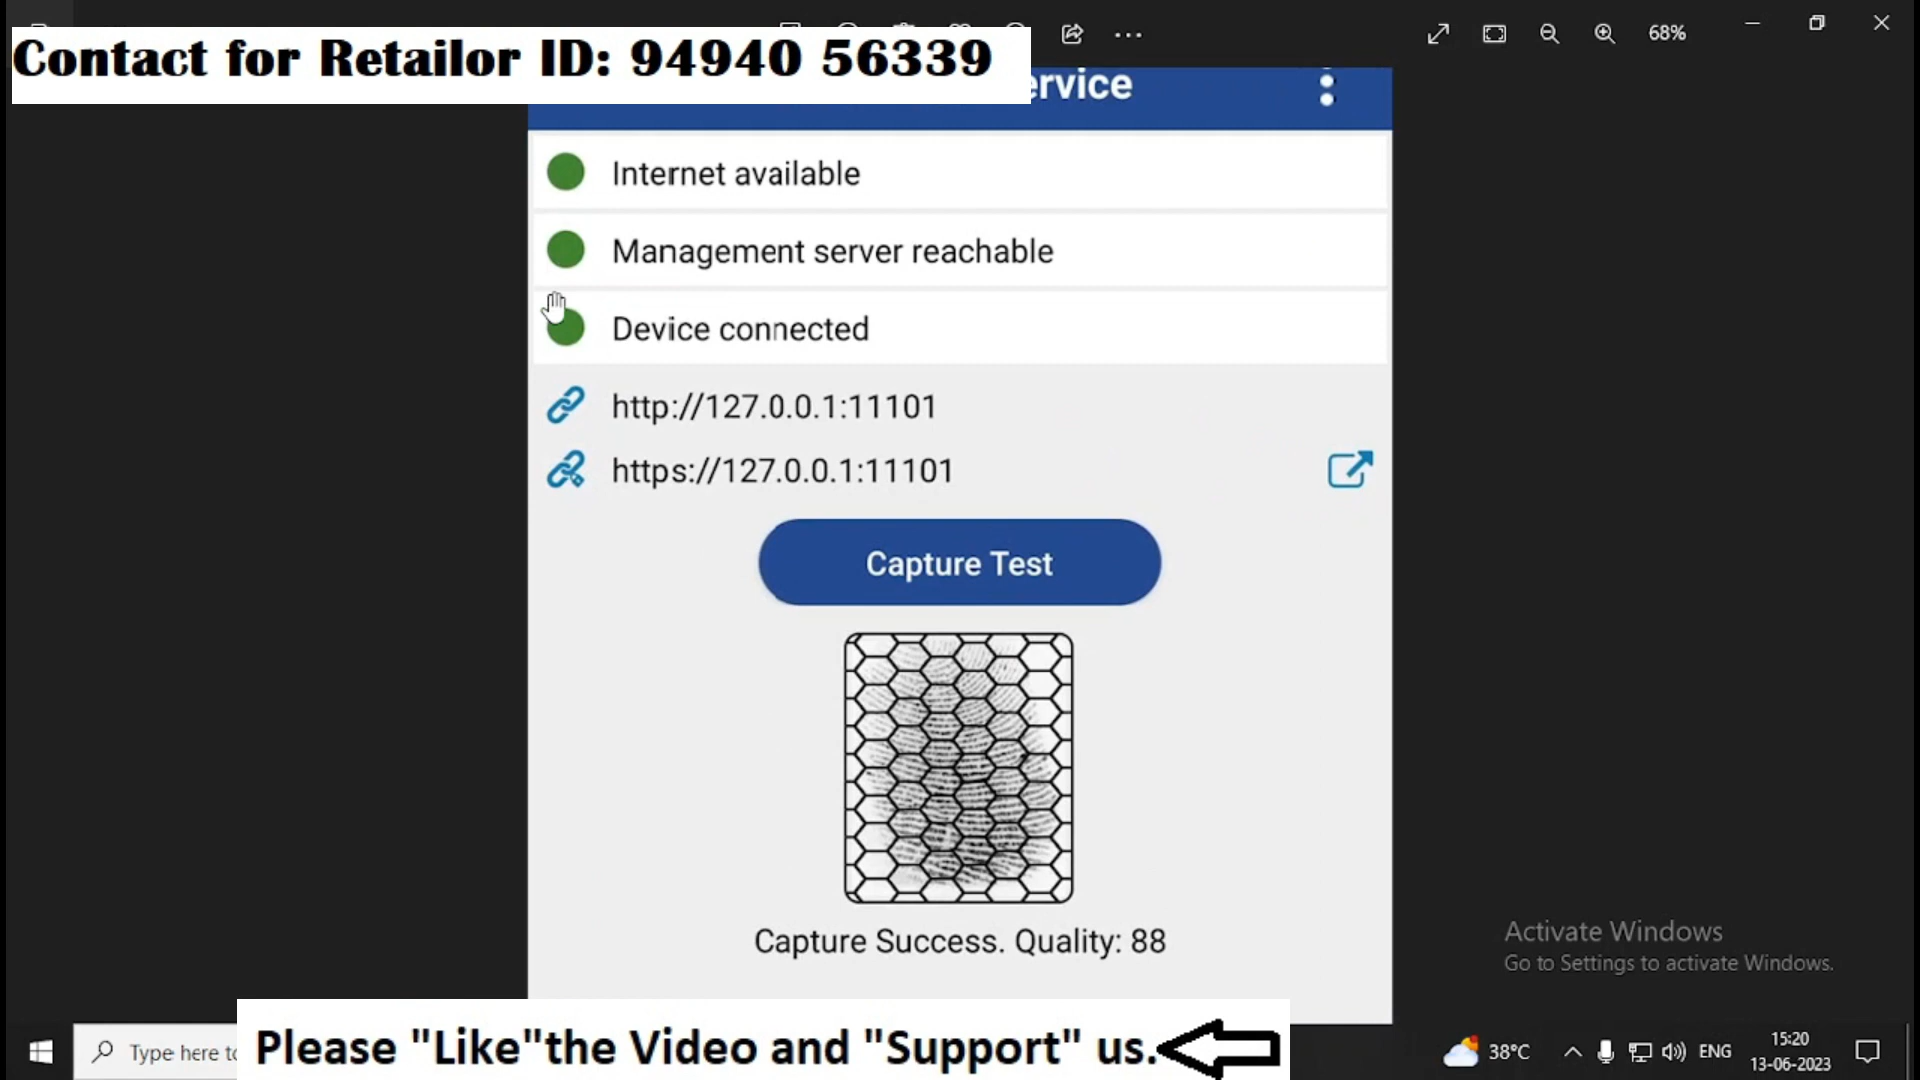 68%
Contact for Retailor ID: 94940 56339
ervice
Internet available
Management server reachable
Device connected
http://127.0.0.1:11101
https://127.0.0.1:11101
Capture Test
Capture Success. Quality: 88
Activate Windows
Go to Settings to activate Windows.
Type here to
Please "Like"the Video and "Support" us.
38°C
ENG
15:20
13-06-2023